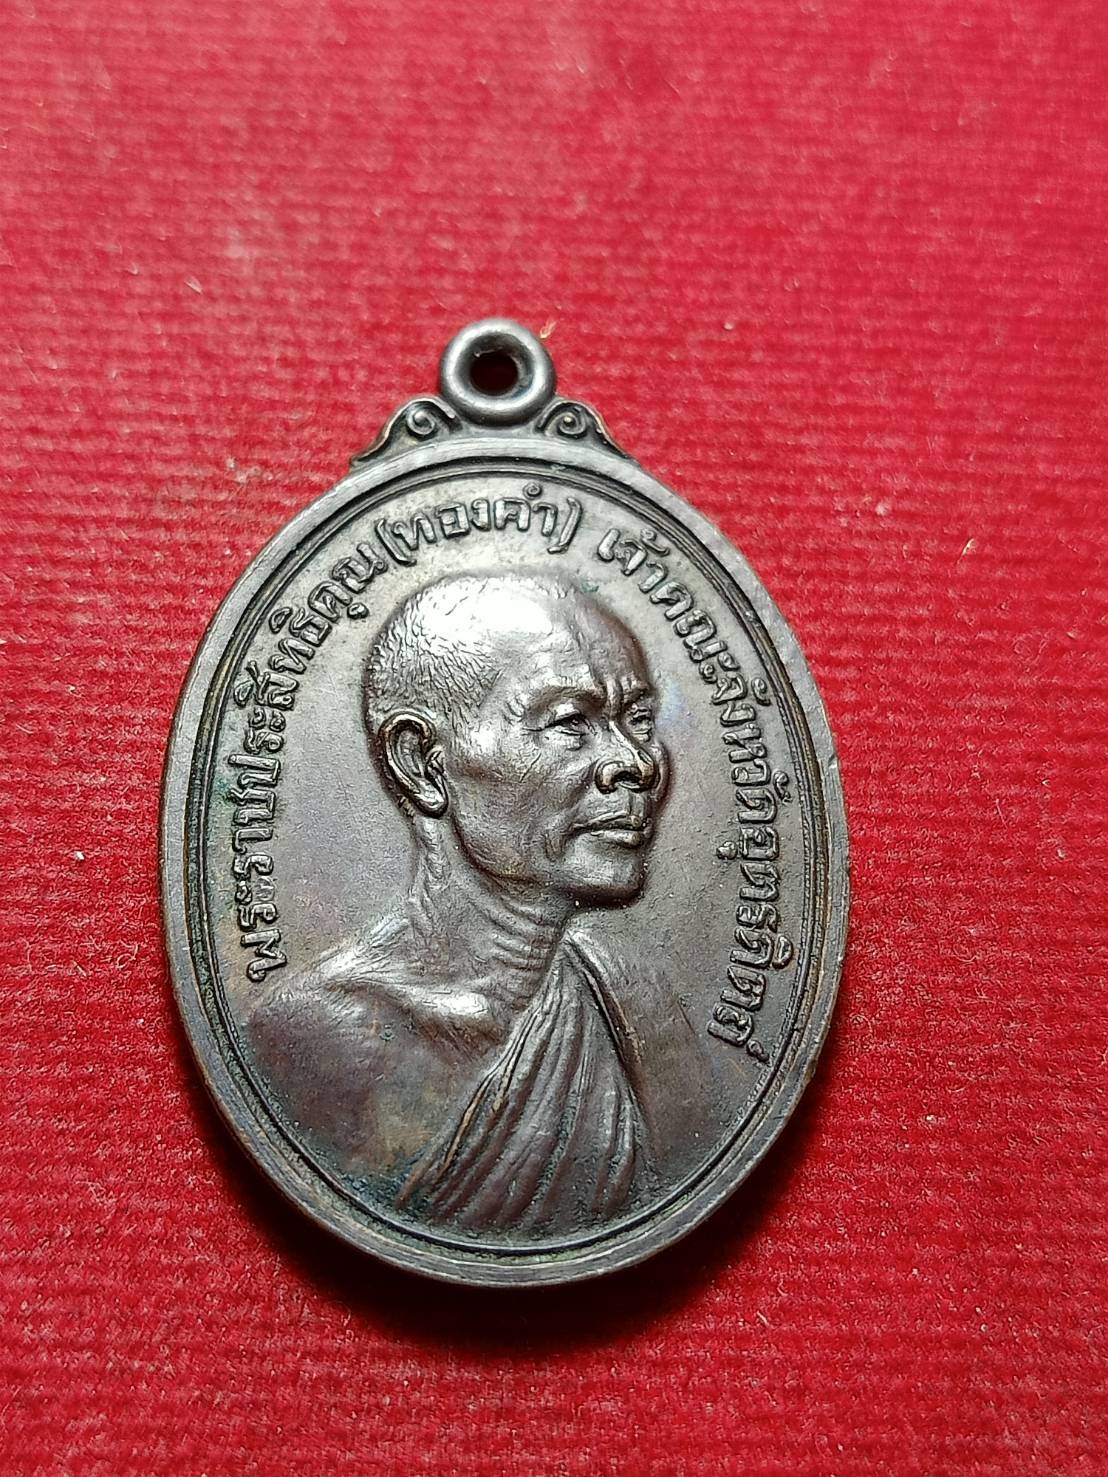 พระราชประสิทธิคุณ(ทองคำ) เจ้าคณะจังหวัดอุตรดิตถ์